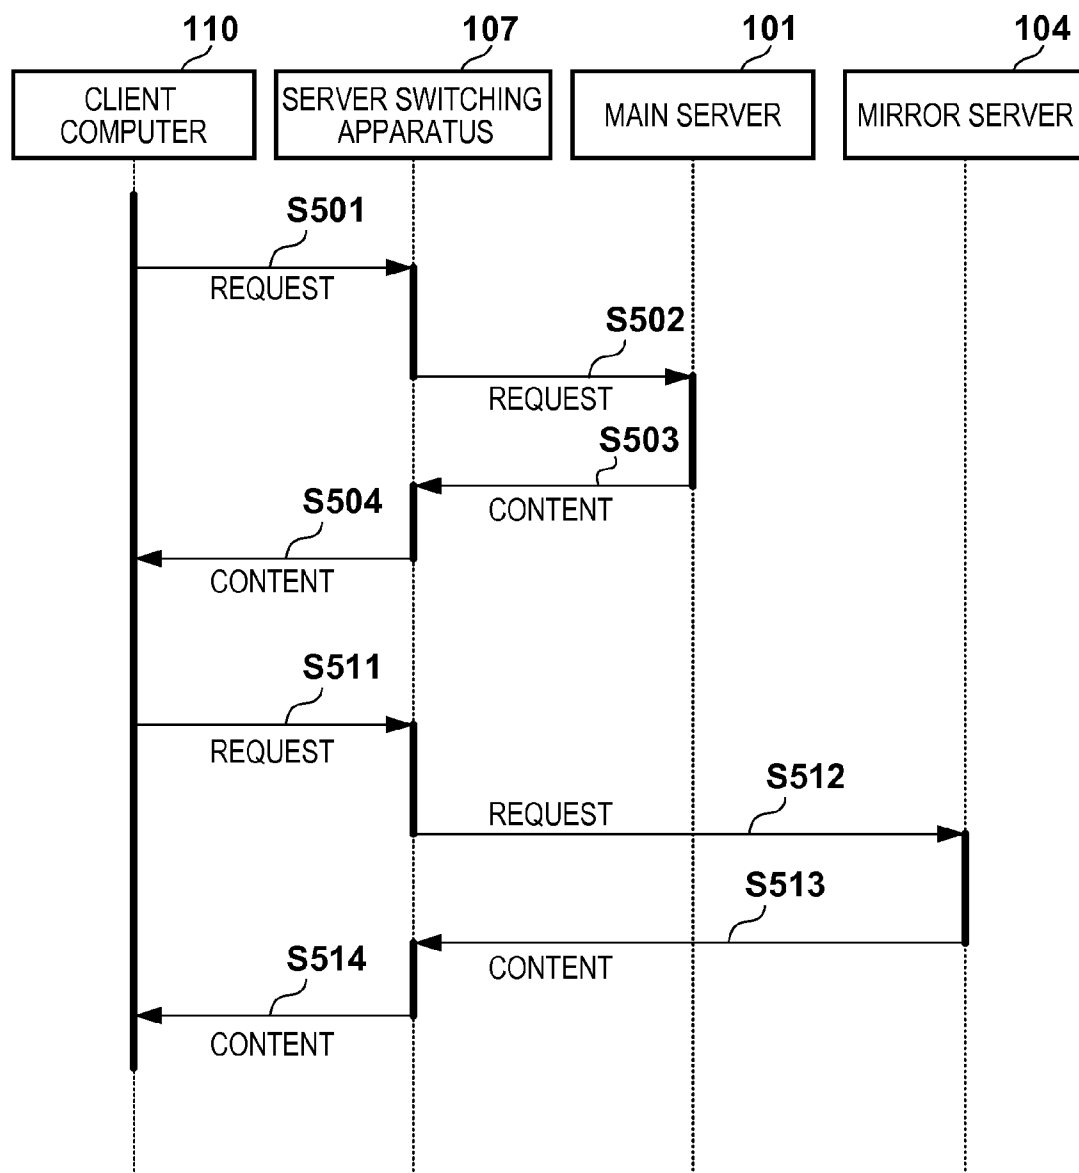 110
107
101
104
CLIENT
COMPUTER
SERVER SWITCHING
APPARATUS
MAIN SERVER
MIRROR SERVER
S501
REQUEST
S502
REQUEST
S503
CONTENT
S504
CONTENT
S511
REQUEST
S512
REQUEST
S513
CONTENT
S514
CONTENT